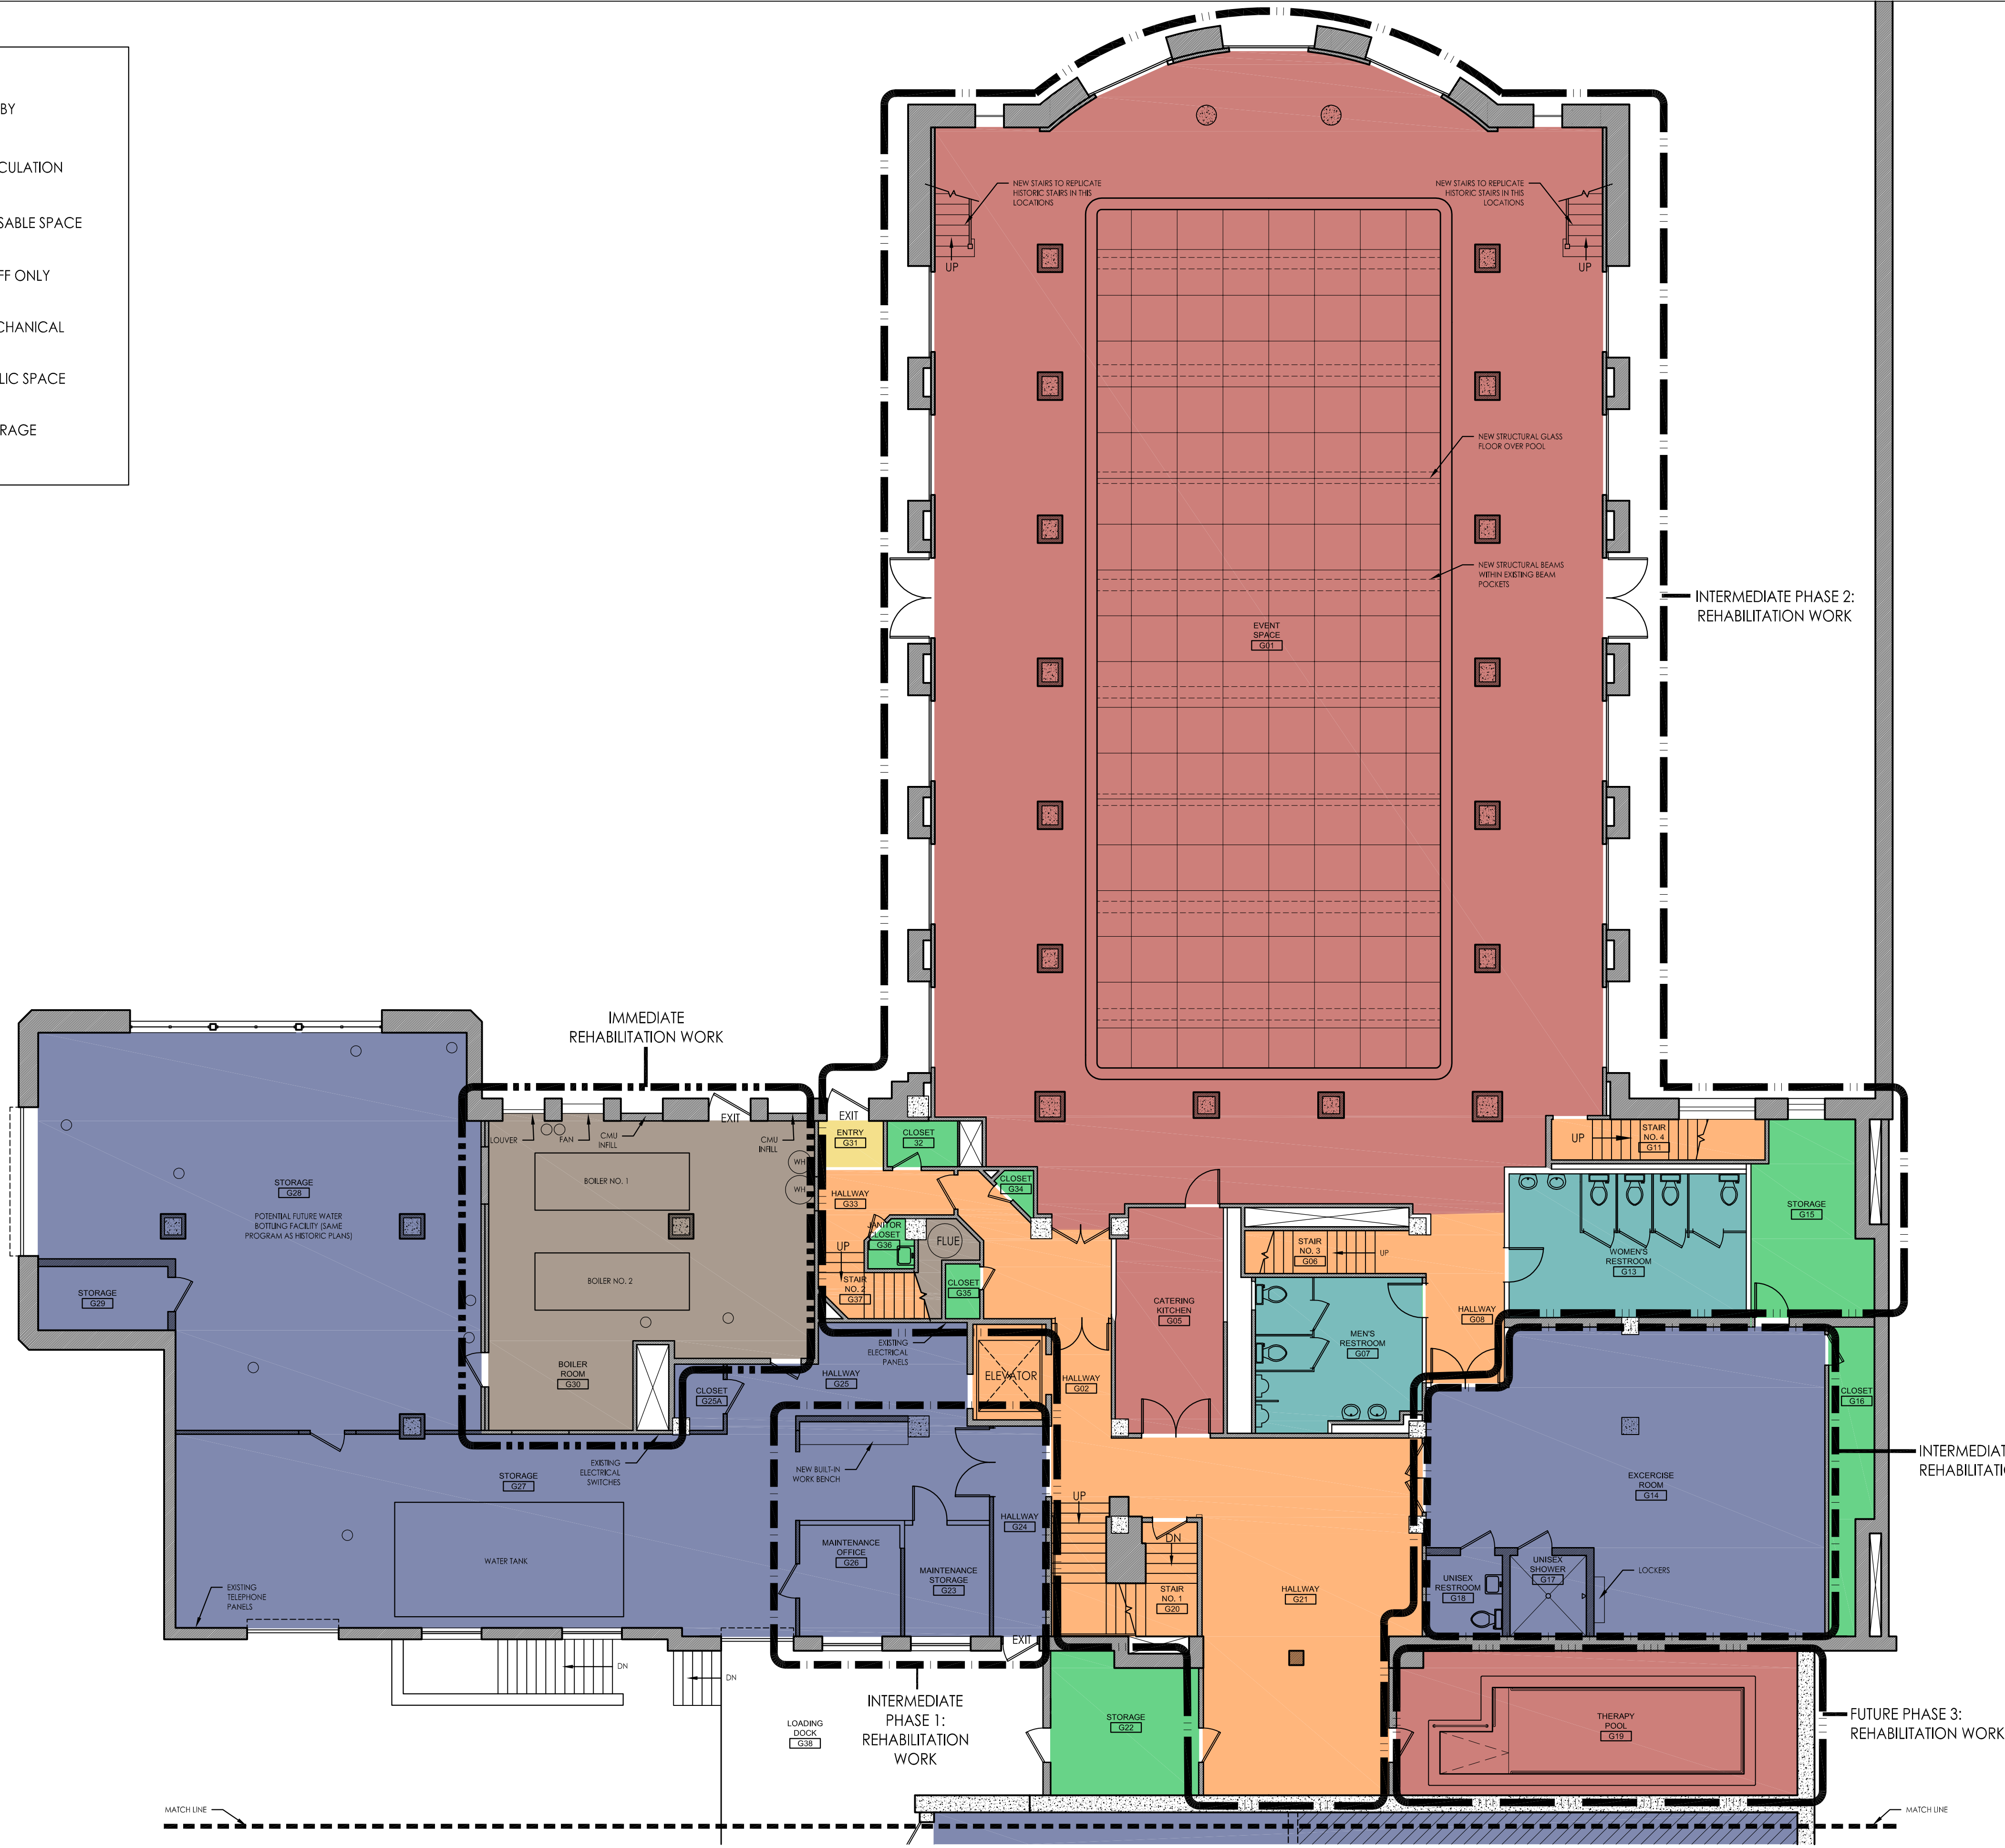 BY
CULATION
SABLE SPACE
FF ONLY
CHANICAL
LIC SPACE
RAGE
NEW STAIRS TO REPLICATE
HISTORIC STAIRS IN THIS
LOCATIONS
UP
NEW STAIRS TO REPLICATE
HISTORIC STAIRS IN THIS
LOCATIONS
UP
NEW STRUCTURAL GLASS
FLOOR OVER POOL
NEW STRUCTURAL BEAMS
WITHIN EXISTING BEAM
POCKETS
INTERMEDIATE PHASE 2:
REHABILITATION WORK
EVENT
SPACE
G01
IMMEDIATE
REHABILITATION WORK
LOUVER
FAN
CMU
INFILL
EXIT
CMU
INFILL
EXIT
ENTRY
G31
CLOSET
32
WH
WH
HALLWAY
G33
CLOSET
G34
JANITOR
CLOSET
G36
FLUE
UP
STAIR
NO. 2
G37
CLOSET
G35
STORAGE
G28
POTENTIAL FUTURE WATER
BOTTLING FACILITY (SAME
PROGRAM AS HISTORIC PLANS)
STORAGE
G29
BOILER NO. 1
BOILER NO. 2
BOILER
ROOM
G30
UP
STAIR
NO. 4
G11
WOMEN'S
RESTROOM
G13
STORAGE
G15
STAIR
NO. 3
G06
UP
CATERING
KITCHEN
G05
MEN'S
RESTROOM
G07
HALLWAY
G08
EXISTING
ELECTRICAL
PANELS
HALLWAY
G25
CLOSET
G25A
ELEVATOR
HALLWAY
G02
CLOSET
G16
INTERMEDIAT
REHABILITATI
EXISTING
ELECTRICAL
SWITCHES
NEW BUILT-IN
WORK BENCH
STORAGE
G27
WATER TANK
EXISTING
TELEPHONE
PANELS
MAINTENANCE
OFFICE
G26
MAINTENANCE
STORAGE
G23
HALLWAY
G24
EXIT
UP
DN
STAIR
NO. 1
G20
HALLWAY
G21
EXCERCISE
ROOM
G14
UNISEX
RESTROOM
G18
UNISEX
SHOWER
G17
LOCKERS
DN
DN
LOADING
DOCK
G38
INTERMEDIATE
PHASE 1:
REHABILITATION
WORK
STORAGE
G22
THERAPY
POOL
G19
FUTURE PHASE 3:
REHABILITATION WORK
MATCH LINE
MATCH LINE